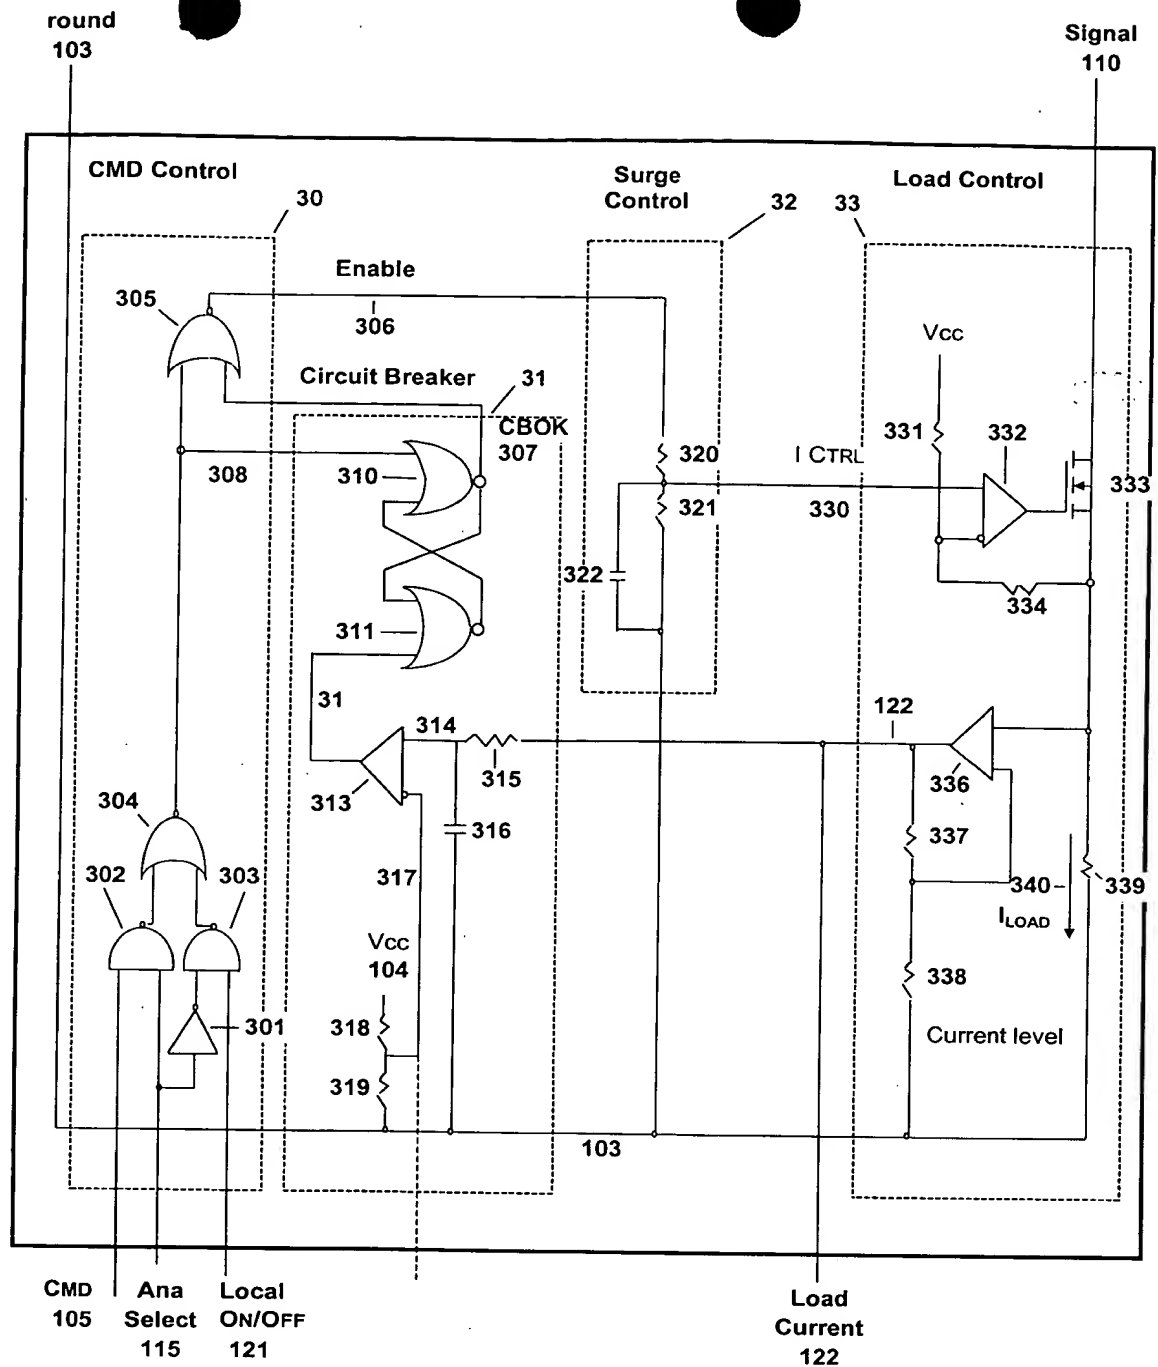 round
103
Signal
110
CMD Control
Surge
Control
Load Control
30
32
33
Enable
305
306
Vcc
Circuit Breaker
31
CBOK
307
331
332
320
I CTRL
308
310
333
321
330
322
334
311
31
314
122
315
336
313
304
316
337
302
303
317
340
339
ILOAD
Vcc
104
338
301
318
Current level
319
103
CMD
105
Ana
Select
115
Local
ON/OFF
121
Load
Current
122